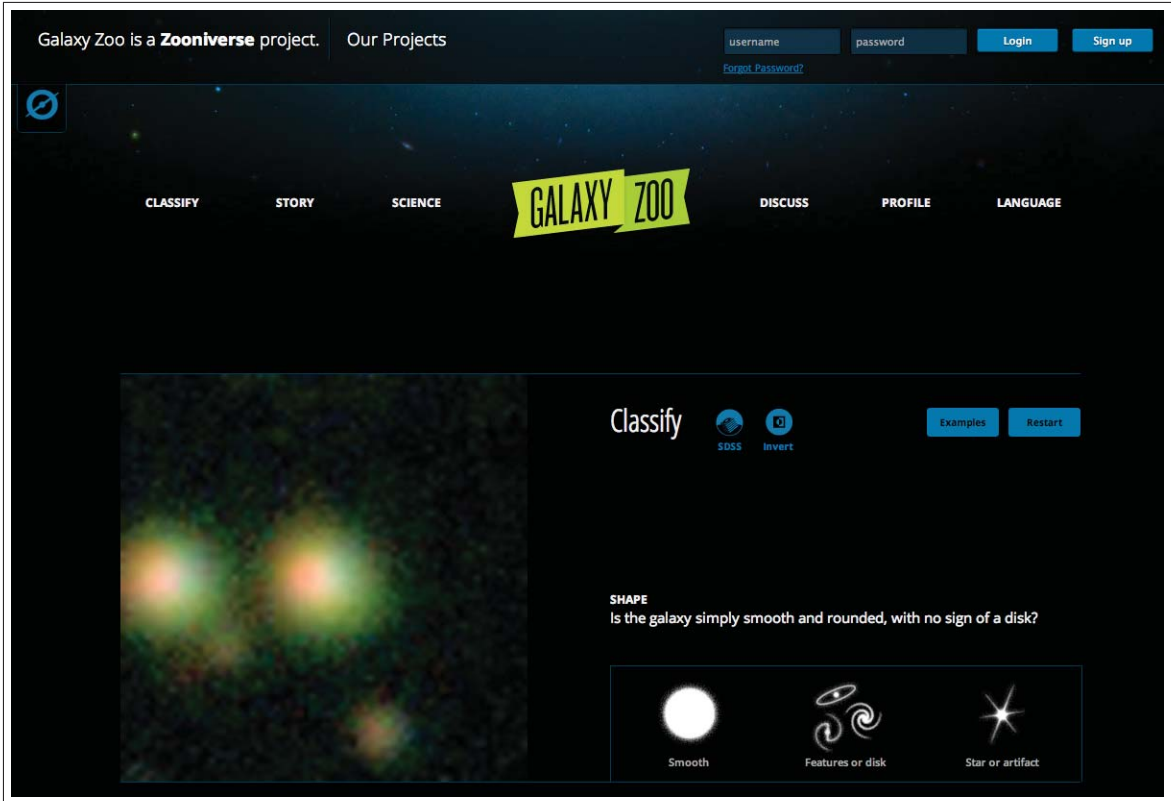 Galaxy Zoo is a Zooniverse project. Our Projects
username password Login Sign up
Forgot Password?
CLASSIFY STORY SCIENCE GALAXY ZOO DISCUSS PROFILE LANGUAGE
Classify SDSS Invert Examples Restart
SHAPE
Is the galaxy simply smooth and rounded, with no sign of a disk?
Smooth Features or disk Star or artifact